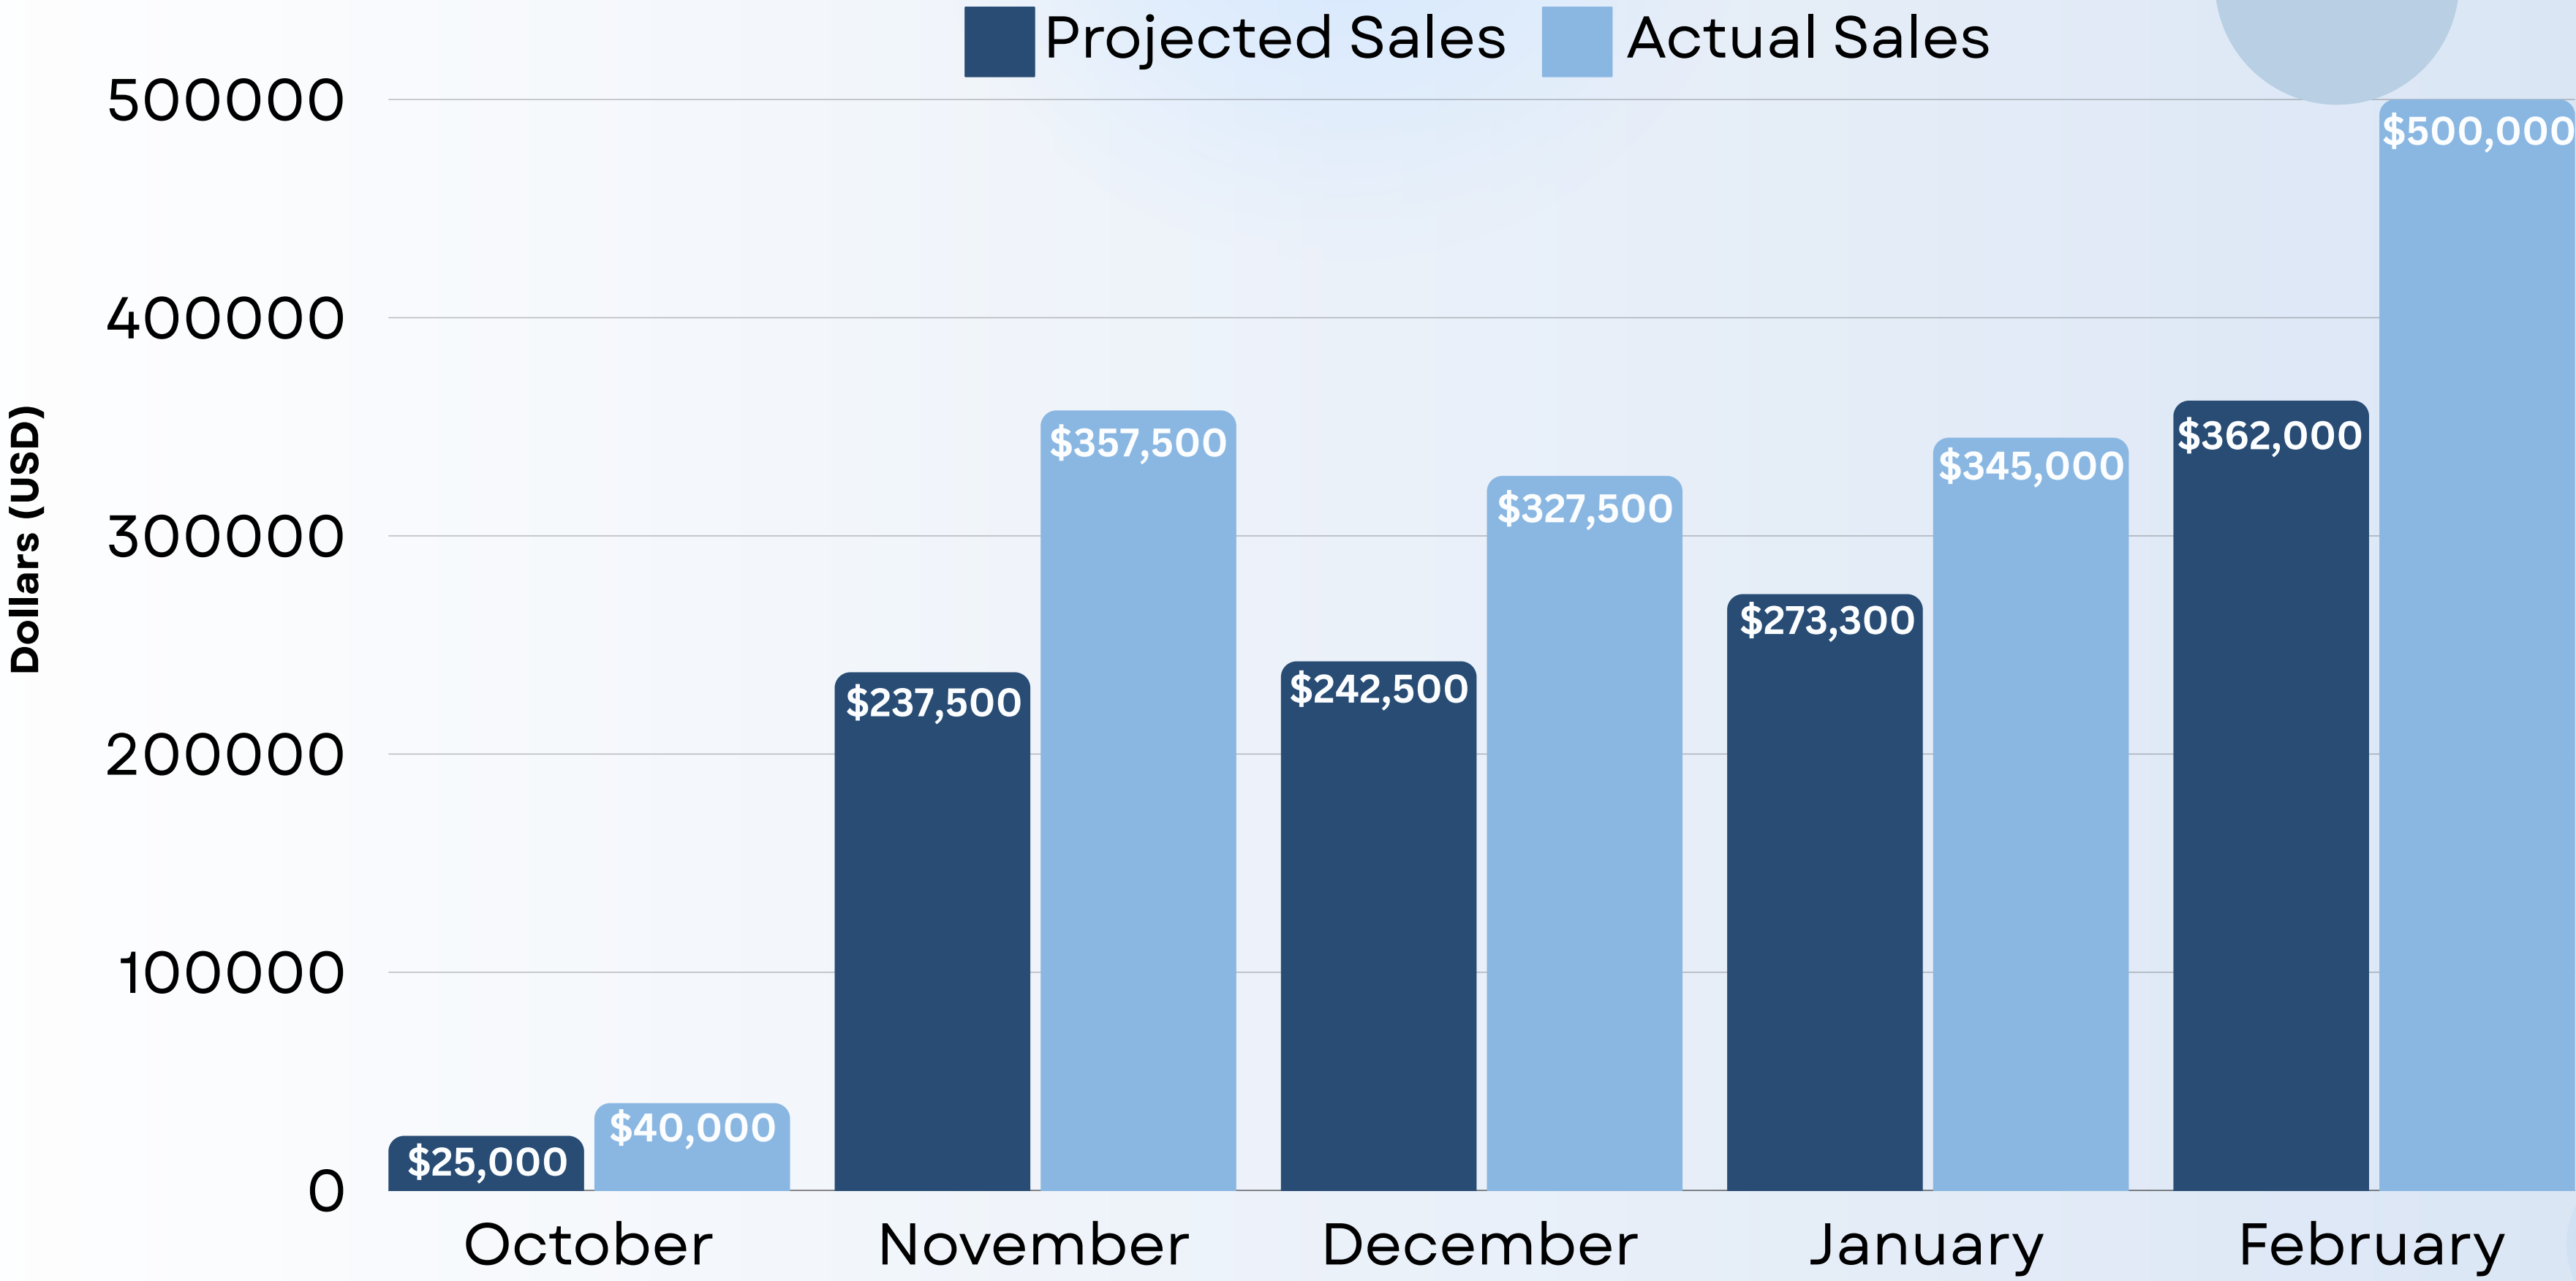 Projected Sales
Actual Sales
500000
400000
300000
200000
100000
0
Dollars (USD)
$25,000
$40,000
$237,500
$357,500
$242,500
$327,500
$273,300
$345,000
$362,000
$500,000
October
November
December
January
February